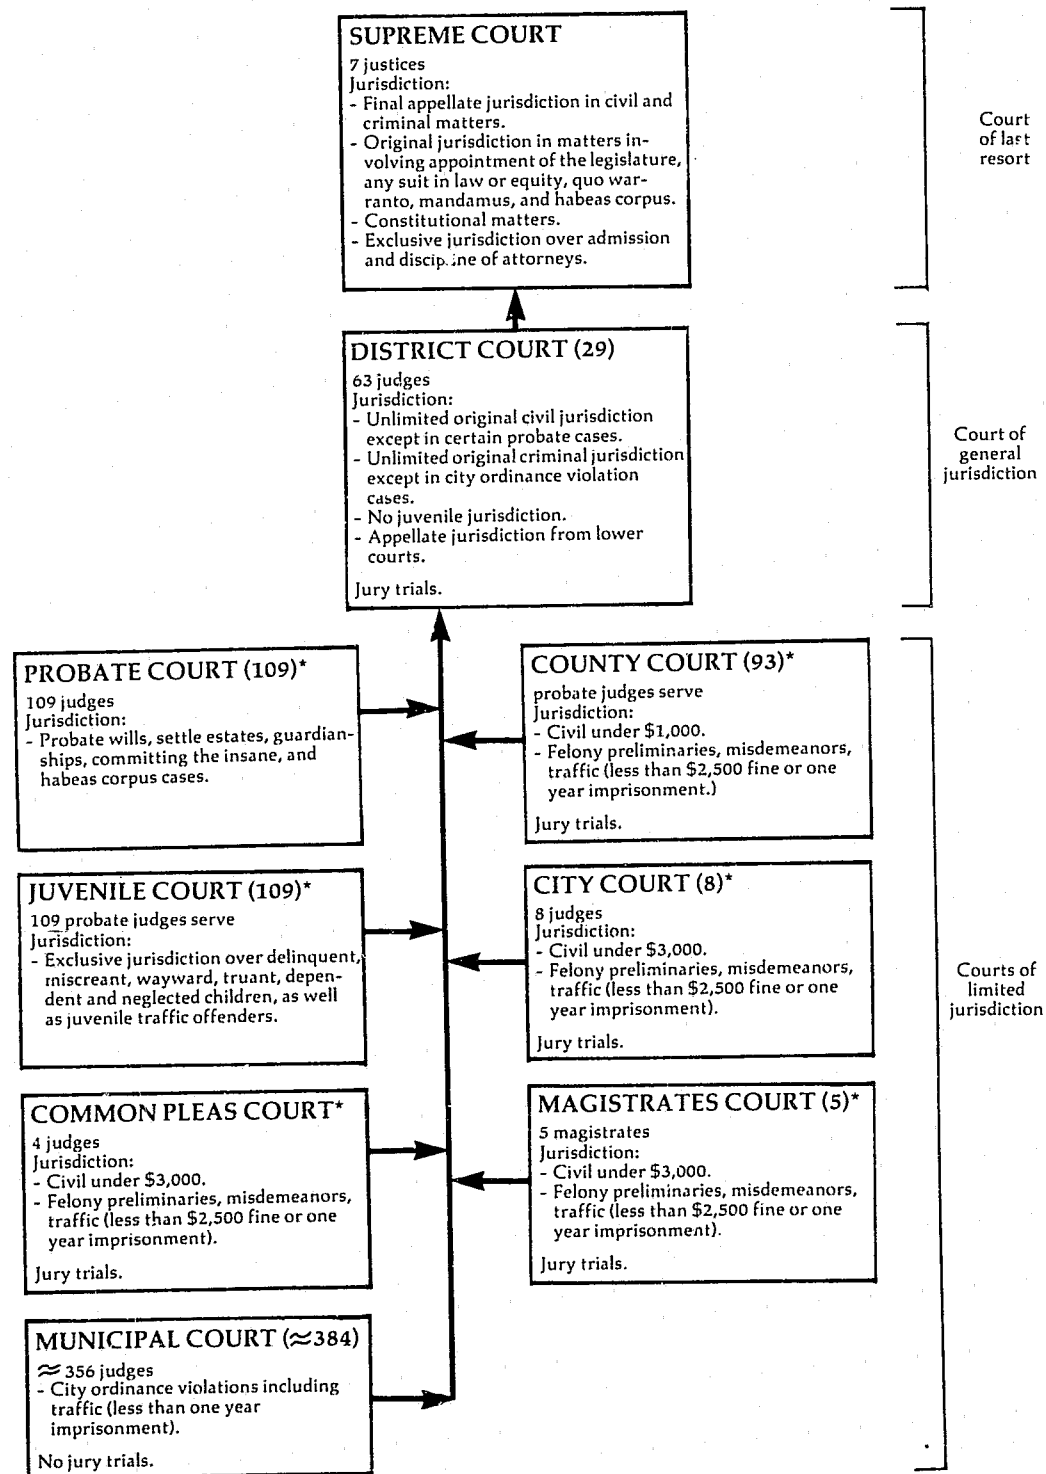 SUPREME COURT
7 justices
Jurisdiction:
- Final appellate jurisdiction in civil and
criminal matters.
- Original jurisdiction in matters in-
volving appointment of the legislature,
any suit in law or equity, quo war-
ranto, mandamus, and habeas corpus.
- Constitutional matters.
- Exclusive jurisdiction over admission
and discipline of attorneys.
Court
of last
resort
DISTRICT COURT (29)
63 judges
Jurisdiction:
- Unlimited original civil jurisdiction
except in certain probate cases.
- Unlimited original criminal jurisdiction
except in city ordinance violation
cases.
- No juvenile jurisdiction.
- Appellate jurisdiction from lower
courts.
Jury trials.
Court of
general
jurisdiction
PROBATE COURT (109)*
109 judges
Jurisdiction:
- Probate wills, settle estates, guardian-
ships, committing the insane, and
habeas corpus cases.
COUNTY COURT (93)*
probate judges serve
Jurisdiction:
- Civil under $1,000.
- Felony preliminaries, misdemeanors,
traffic (less than $2,500 fine or one
year imprisonment.)
Jury trials.
JUVENILE COURT (109)*
109 probate judges serve
Jurisdiction:
- Exclusive jurisdiction over delinquent,
miscreant, wayward, truant, depen-
dent and neglected children, as well
as juvenile traffic offenders.
CITY COURT (8)*
8 judges
Jurisdiction:
- Civil under $3,000.
- Felony preliminaries, misdemeanors,
traffic (less than $2,500 fine or one
year imprisonment).
Jury trials.
Courts of
limited
jurisdiction
COMMON PLEAS COURT*
4 judges
Jurisdiction:
- Civil under $3,000.
- Felony preliminaries, misdemeanors,
traffic (less than $2,500 fine or one
year imprisonment).
Jury trials.
MAGISTRATES COURT (5)*
5 magistrates
Jurisdiction:
- Civil under $3,000.
- Felony preliminaries, misdemeanors,
traffic (less than $2,500 fine or one
year imprisonment).
Jury trials.
MUNICIPAL COURT (≈384)
≈ 356 judges
- City ordinance violations including
traffic (less than one year
imprisonment).
No jury trials.